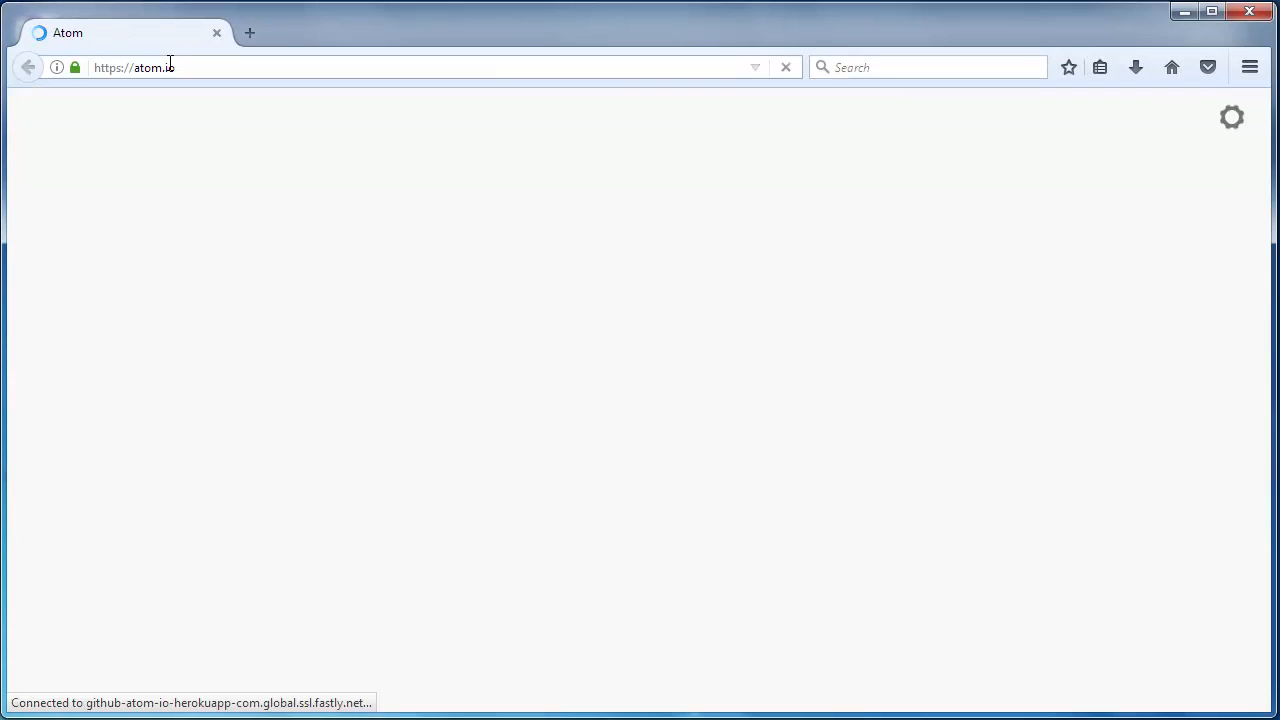 Atom
https://atom.io
Search
Connected to github-atom-io-herokuapp-com.global.ssl.fastly.net...